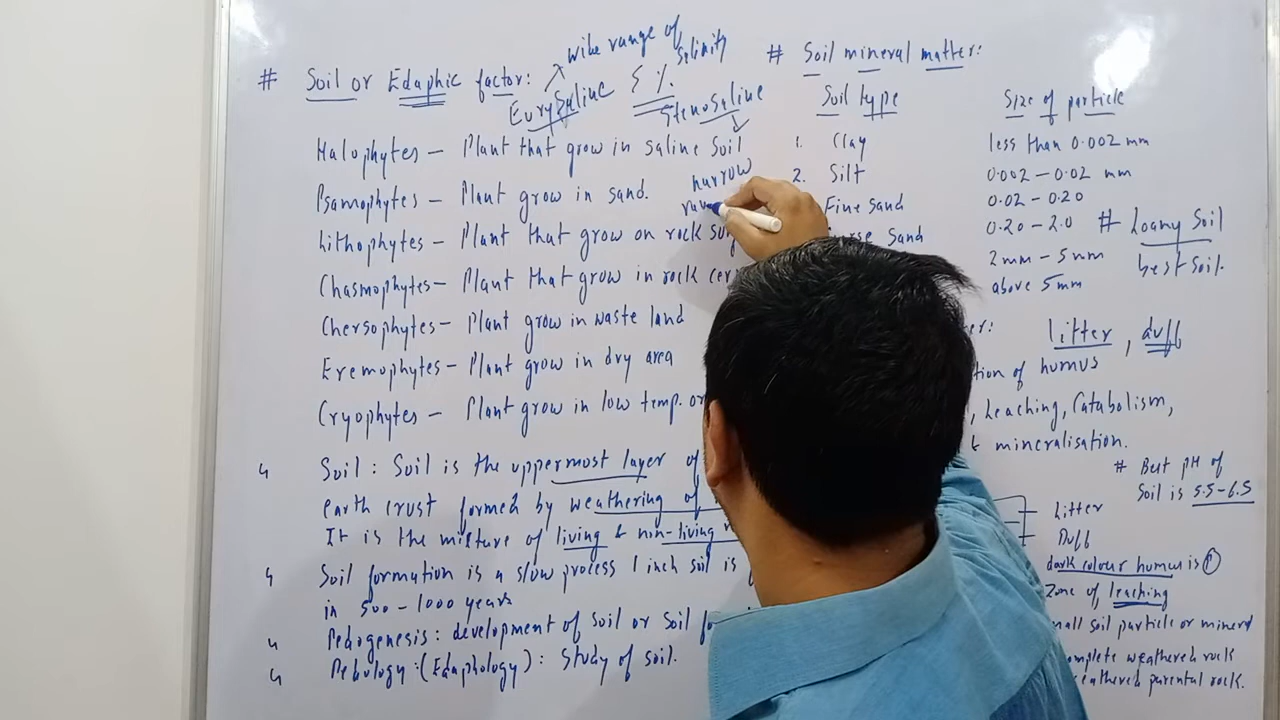 # Soil or Edaphic factor:
wide range of
Salinity
EurySaline
5 %.
StenoSaline
narrow
Halophytes – Plant that grow in saline Soil
Psamophytes – Plant grow in sand.
Lithophytes – Plant that grow on rock
Chasmophytes – Plant that grow in rock
Chersophytes – Plant grow in waste land
Eremophytes – Plant grow in dry area
Cryophytes – Plant grow in low temp. or
Soil : Soil is the uppermost layer of
earth crust formed by weathering of
It is the mixture of living & non-living
Soil formation is a slow process 1 inch soil is
in 500 – 1000 years
Pedogenesis : development of soil or soil
Pedology :(Edaphology) : Study of soil.
# Soil mineral matter:
Soil type Size of particle
1. Clay less than 0.002 mm
2. Silt 0.002 – 0.02 mm
Fine sand 0.02 – 0.20
sand 0.20 – 2.0
2mm – 5mm
above 5mm
# Loamy Soil
best soil.
litter, duff
of humus
Leaching, Catabolism,
& mineralisation.
# Best pH of
Soil is 5.5–6.5
Litter
Duff
dark colour humus is
Zone of leaching
soil particle or minerd
weathered rock
parental rock.